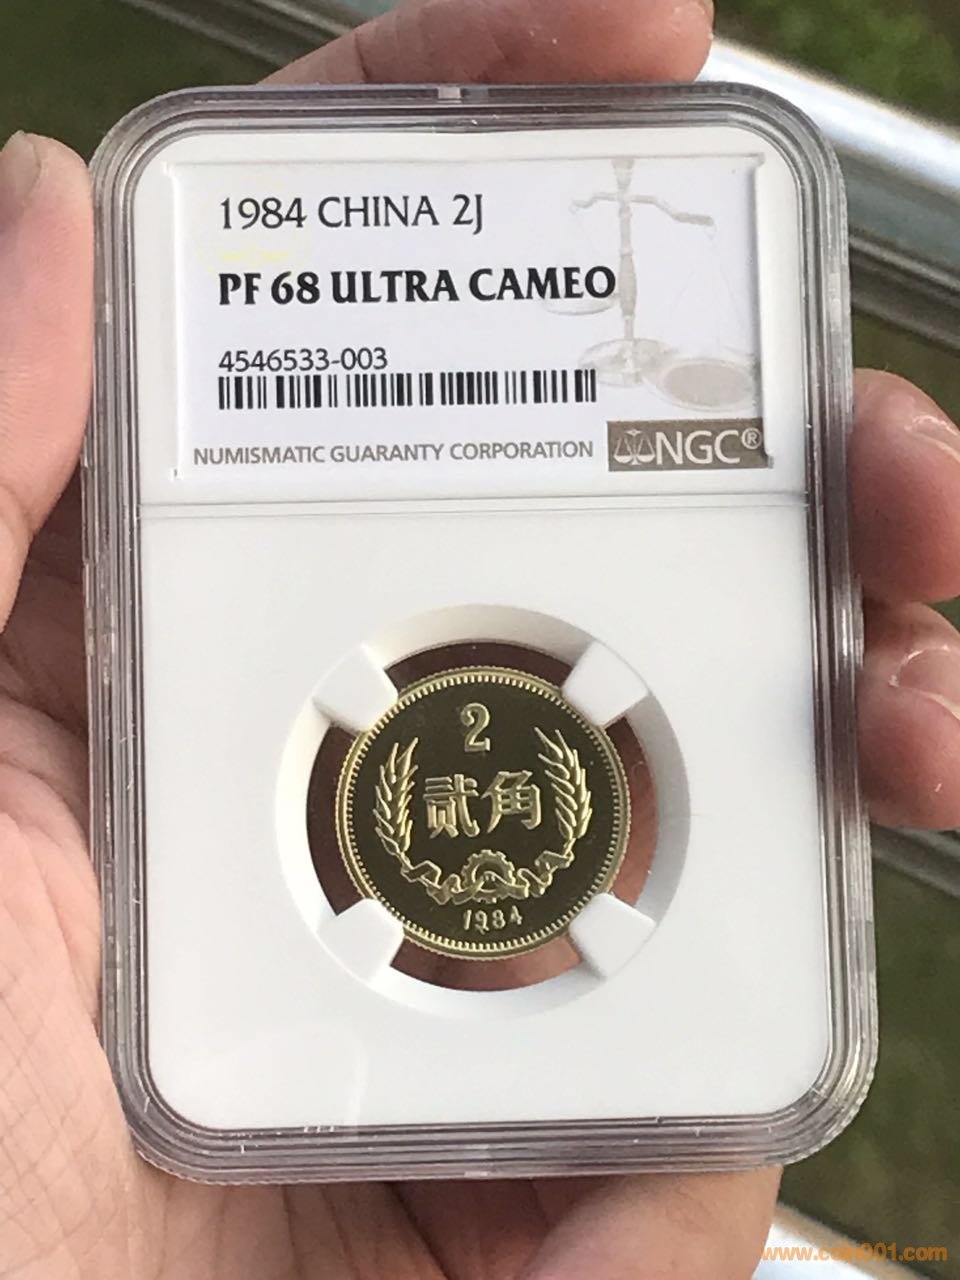 1984 CHINA 2J
PF 68 ULTRA CAMEO
4546533-003
NUMISMATIC GUARANTY CORPORATION
NGC®
2
贰角
1984
www.coin001.com